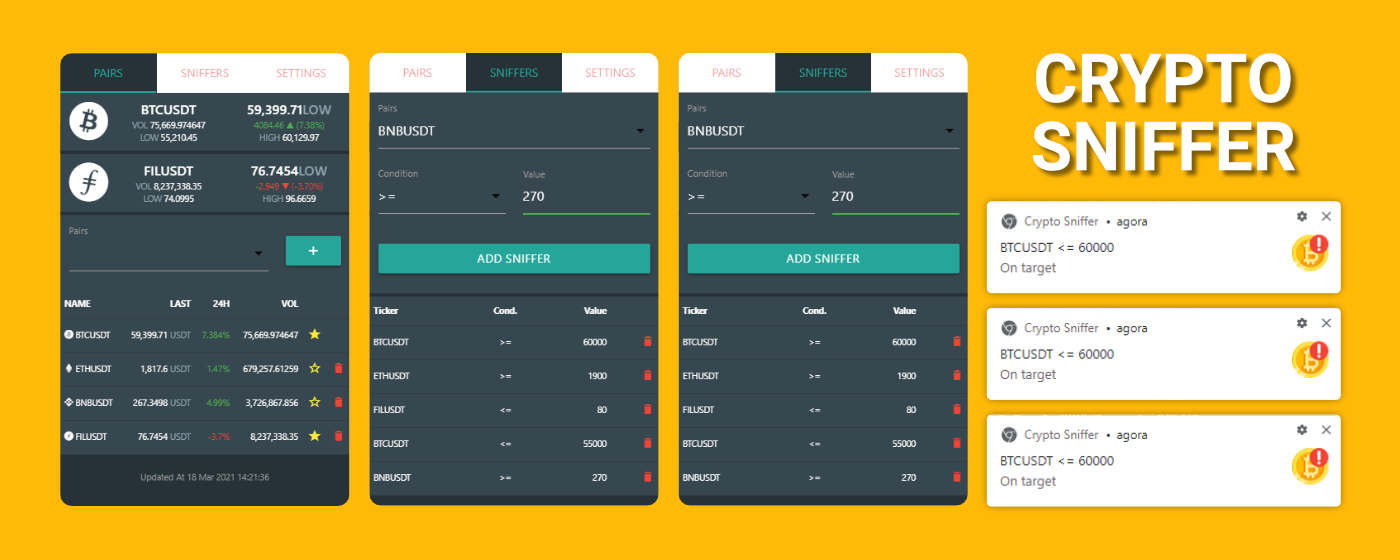 PAIRS SNIFFERS SETTINGS
BTCUSDT 59,399.71LOW
VOL 75,669.974647 4084.46 ▲ (7.38%)
LOW 55,210.45 HIGH 60,129.97
FILUSDT 76.7454LOW
VOL 8,237,338.35 -2.949 ▼ (-3.70%)
LOW 74.0995 HIGH 96.6659
Pairs
+
NAME LAST 24H VOL
BTCUSDT 59,399.71 USDT 7.384% 75,669.974647
ETHUSDT 1,817.6 USDT 1.47% 679,257.61259
BNBUSDT 267.3498 USDT 4.99% 3,726,867.856
FILUSDT 76.7454 USDT -3.7% 8,237,338.35
Updated At 18 Mar 2021 14:21:36
PAIRS SNIFFERS SETTINGS
Pairs
BNBUSDT
Condition Value
>= 270
ADD SNIFFER
Ticker Cond. Value
BTCUSDT >= 60000
ETHUSDT >= 1900
FILUSDT <= 80
BTCUSDT <= 55000
BNBUSDT >= 270
PAIRS SNIFFERS SETTINGS
Pairs
BNBUSDT
Condition Value
>= 270
ADD SNIFFER
Ticker Cond. Value
BTCUSDT >= 60000
ETHUSDT >= 1900
FILUSDT <= 80
BTCUSDT <= 55000
BNBUSDT >= 270
CRYPTO
SNIFFER
Crypto Sniffer • agora
BTCUSDT <= 60000
On target
Crypto Sniffer • agora
BTCUSDT <= 60000
On target
Crypto Sniffer • agora
BTCUSDT <= 60000
On target